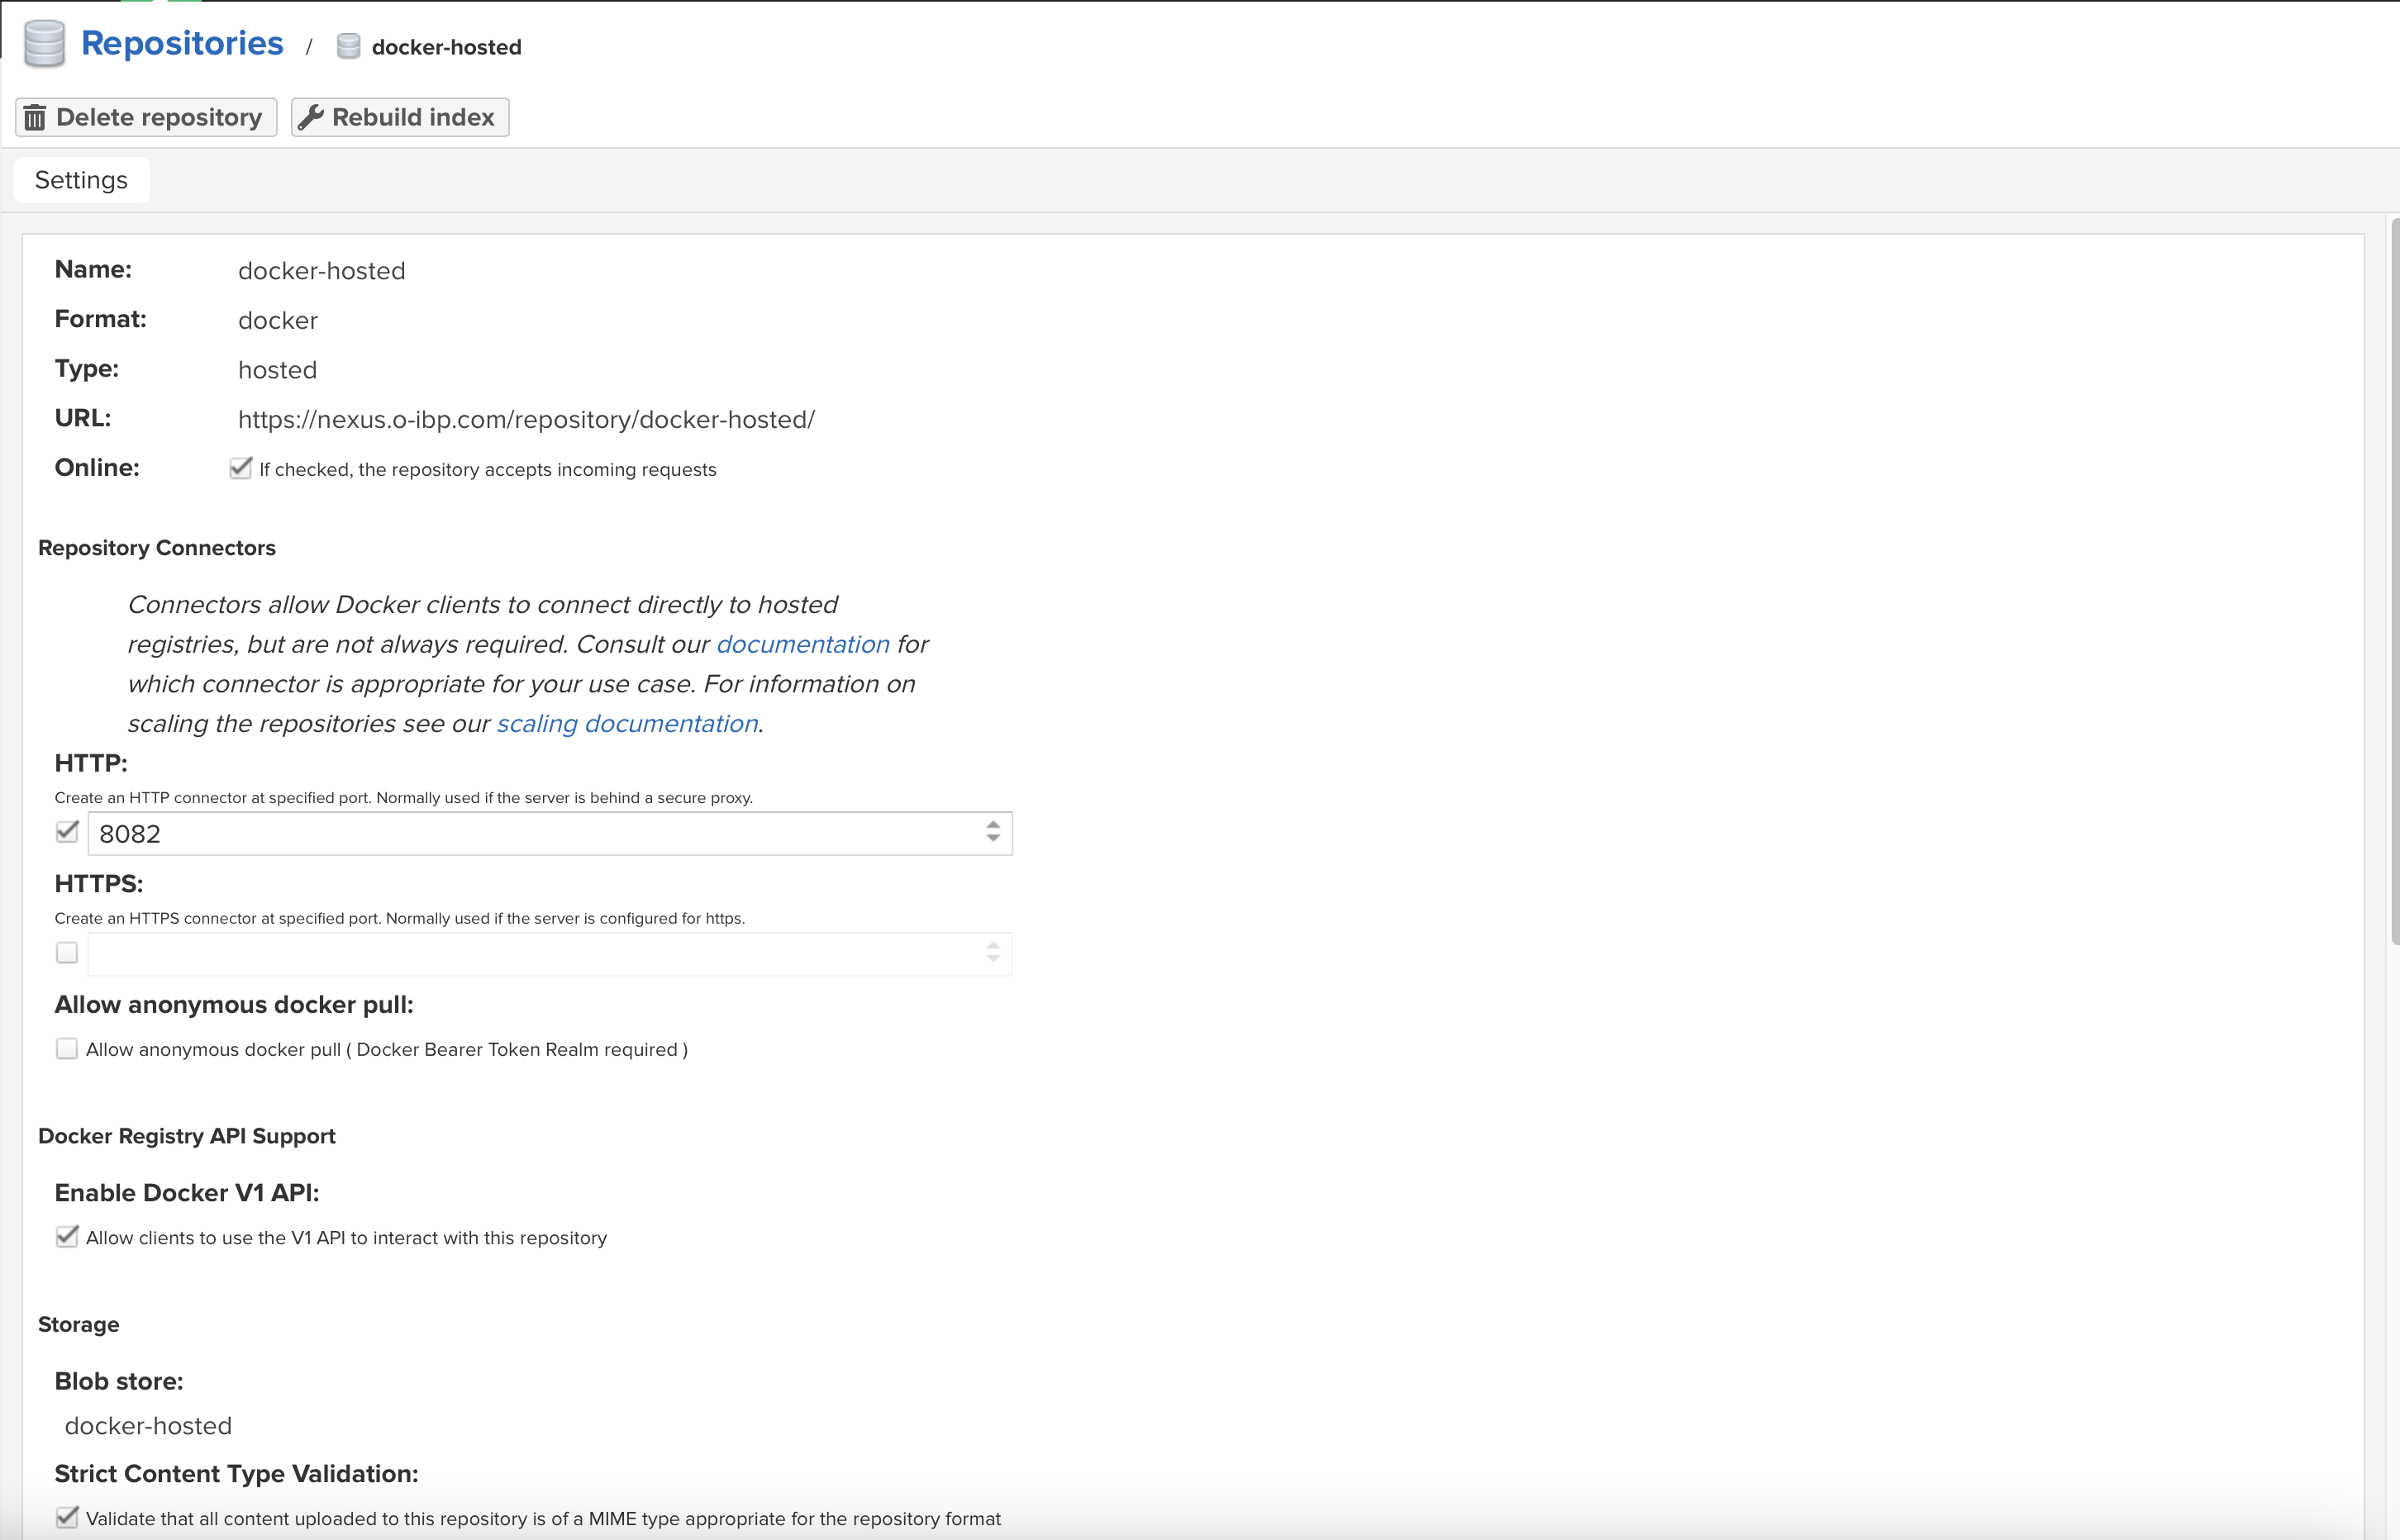 Repositories / docker-hosted
Delete repository Rebuild index
Settings
Name: docker-hosted
Format: docker
Type: hosted
URL: https://nexus.o-ibp.com/repository/docker-hosted/
Online: If checked, the repository accepts incoming requests
Repository Connectors
Connectors allow Docker clients to connect directly to hosted
registries, but are not always required. Consult our documentation for
which connector is appropriate for your use case. For information on
scaling the repositories see our scaling documentation.
HTTP:
Create an HTTP connector at specified port. Normally used if the server is behind a secure proxy.
8082
HTTPS:
Create an HTTPS connector at specified port. Normally used if the server is configured for https.
Allow anonymous docker pull:
Allow anonymous docker pull ( Docker Bearer Token Realm required )
Docker Registry API Support
Enable Docker V1 API:
Allow clients to use the V1 API to interact with this repository
Storage
Blob store:
docker-hosted
Strict Content Type Validation:
Validate that all content uploaded to this repository is of a MIME type appropriate for the repository format